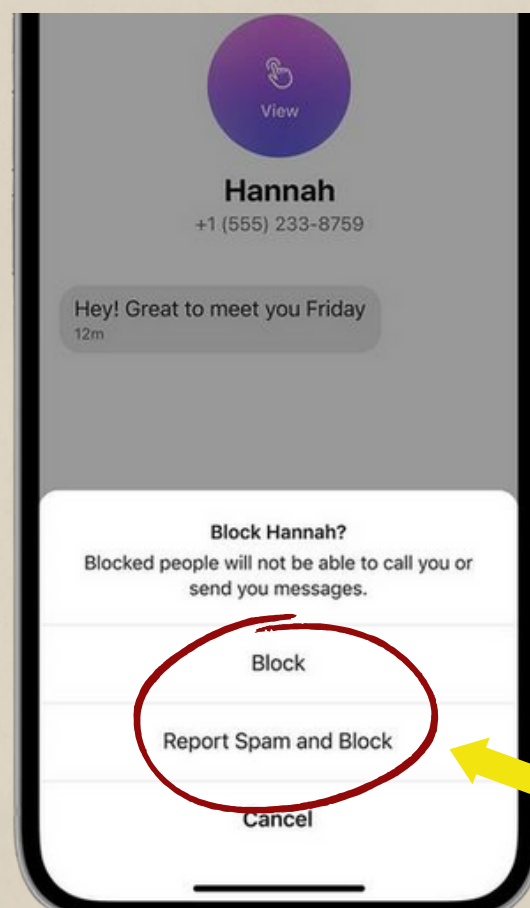 View
Hannah
+1 (555) 233-8759
Hey! Great to meet you Friday
12m
Block Hannah?
Blocked people will not be able to call you or
send you messages.
Block
Report Spam and Block
Cancel